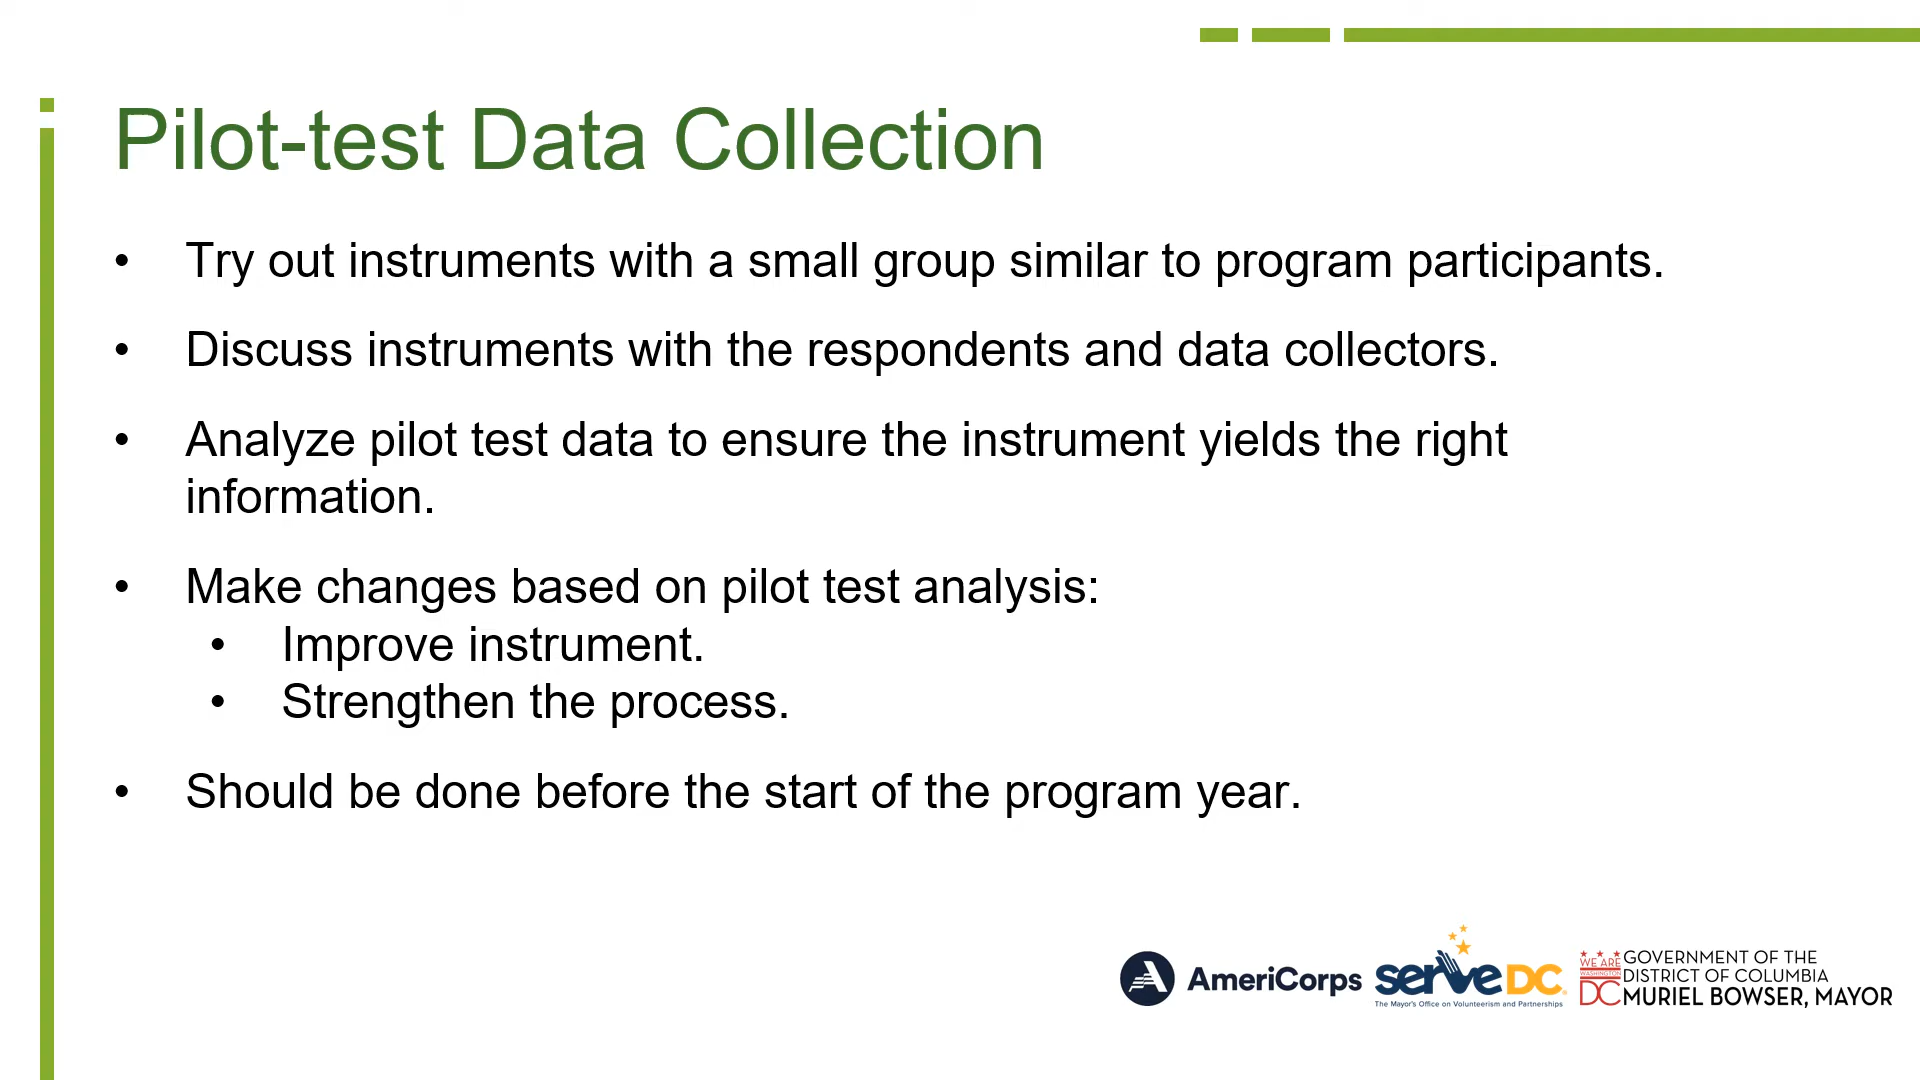 Pilot-test Data Collection
• Try out instruments with a small group similar to program participants.
• Discuss instruments with the respondents and data collectors.
• Analyze pilot test data to ensure the instrument yields the right
information.
• Make changes based on pilot test analysis:
• Improve instrument.
• Strengthen the process.
• Should be done before the start of the program year.
AmeriCorps
serve DC
The Mayor's Office on Volunteerism and Partnerships
WE ARE
WASHINGTON
DC
GOVERNMENT OF THE
DISTRICT OF COLUMBIA
MURIEL BOWSER, MAYOR